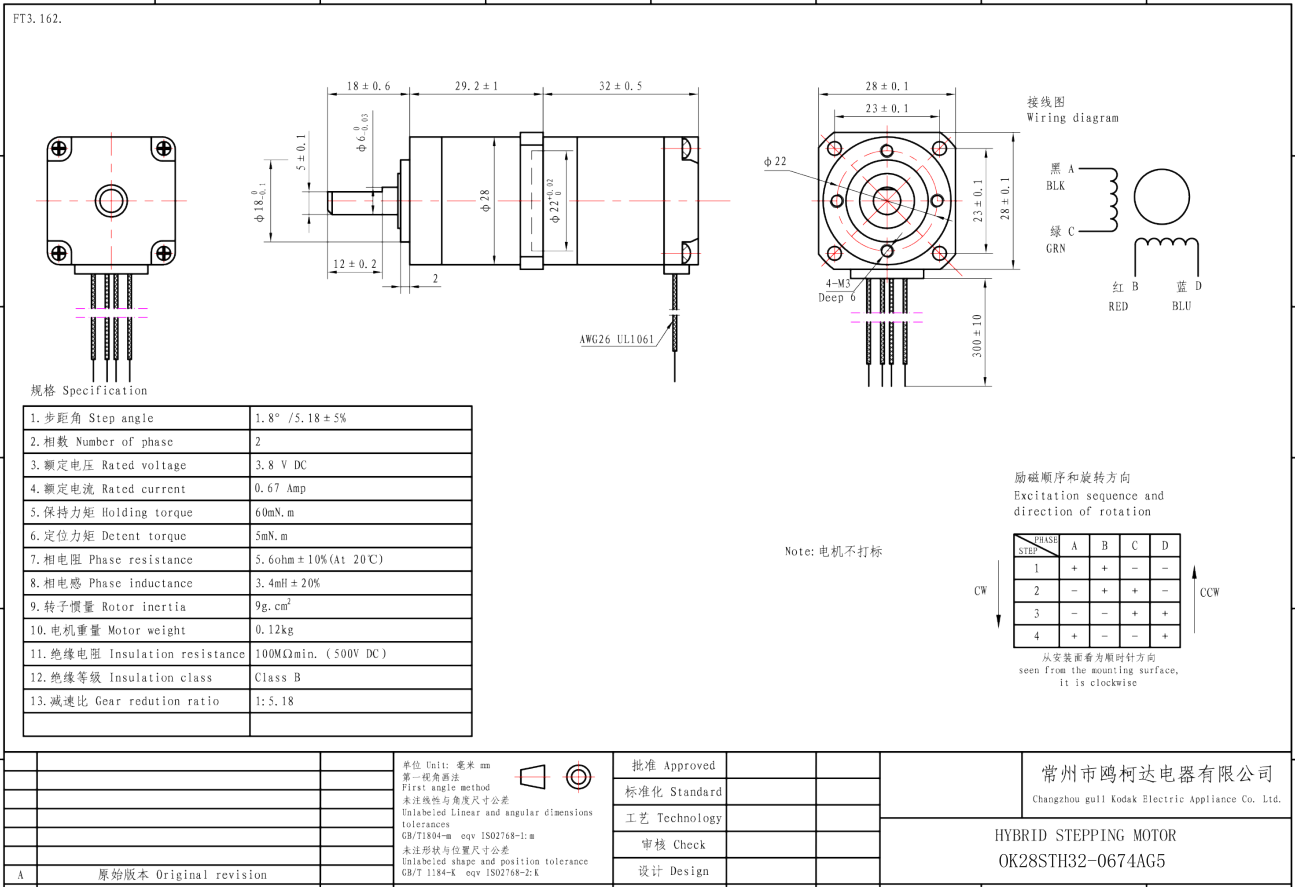 FT3.162.
18±0.6
29.2±1
32±0.5
5±0.1
φ6 0 -0.03
φ18 0 -0.1
φ28
φ22 +0.02 0
12±0.2
2
AWG26 UL1061
28±0.1
23±0.1
φ22
23±0.1
28±0.1
4-M3
Deep 6
300±10
接线图
Wiring diagram
黑 A
BLK
绿 C
GRN
红 B
蓝 D
RED
BLU
规格 Specification
1.步距角 Step angle 1.8° /5.18±5%
2.相数 Number of phase 2
3.额定电压 Rated voltage 3.8 V DC
4.额定电流 Rated current 0.67 Amp
5.保持力矩 Holding torque 60mN.m
6.定位力矩 Detent torque 5mN.m
7.相电阻 Phase resistance 5.6ohm±10%(At 20℃)
8.相电感 Phase inductance 3.4mH±20%
9.转子惯量 Rotor inertia 9g.cm²
10.电机重量 Motor weight 0.12kg
11.绝缘电阻 Insulation resistance 100MΩmin. (500V DC)
12.绝缘等级 Insulation class Class B
13.减速比 Gear redution ratio 1:5.18
Note:电机不打标
励磁顺序和旋转方向
Excitation sequence and
direction of rotation
PHASE
STEP
A B C D
1 + + - -
2 - + + -
3 - - + +
4 + - - +
CW
CCW
从安装面看为顺时针方向
seen from the mounting surface,
it is clockwise
A 原始版本 Original revision
单位 Unit: 毫米 mm
第一视角画法
First angle method
未注线性与角度尺寸公差
Unlabeled Linear and angular dimensions
tolerances
GB/T1804-m eqv ISO2768-1:m
未注形状与位置尺寸公差
Unlabeled shape and position tolerance
GB/T 1184-K eqv ISO2768-2:K
批准 Approved
标准化 Standard
工艺 Technology
审核 Check
设计 Design
常州市鸥柯达电器有限公司
Changzhou gull Kodak Electric Appliance Co. Ltd.
HYBRID STEPPING MOTOR
OK28STH32-0674AG5